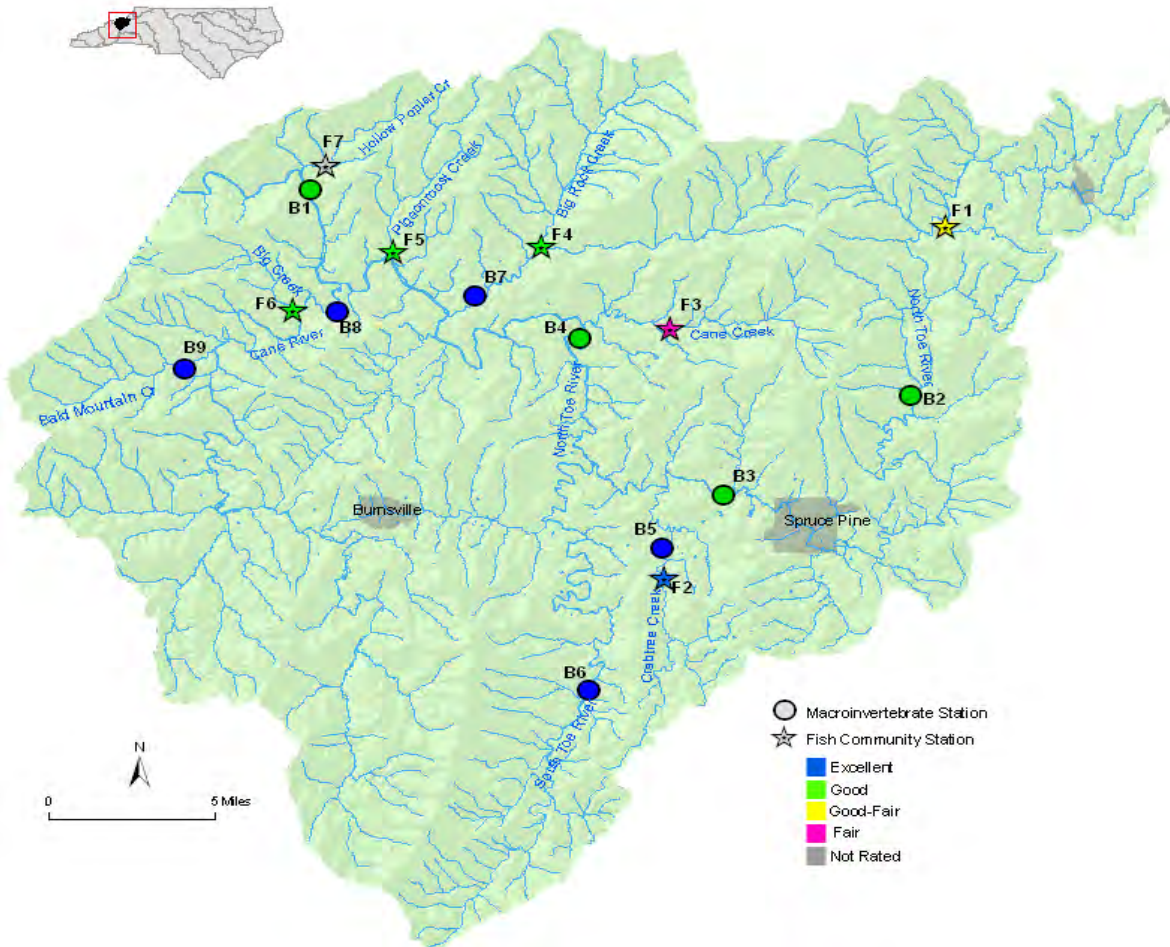 Hollow Poplar Cr
F7
B1
Pigeonroost Creek
Big Rock Creek
F1
F5
F4
Big Creek
B7
F6
B8
F3
B4
Cane Creek
North Toe River
Cane River
B9
B2
Bald Mountain Cr
North Toe River
B3
Burnsville
Spruce Pine
B5
F2
Crabtree Creek
B6
South Toe River
Macroinvertebrate Station
Fish Community Station
Excellent
Good
Good-Fair
Fair
Not Rated
N
0
5 Miles